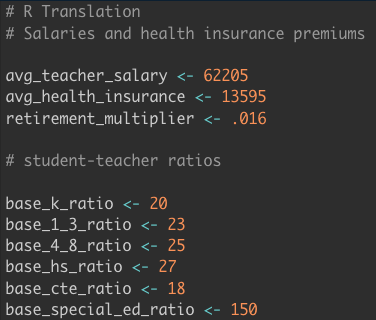 # R Translation
# Salaries and health insurance premiums
avg_teacher_salary <- 62205
avg_health_insurance <- 13595
retirement_multiplier <- .016
# student-teacher ratios
base_k_ratio <- 20
base_1_3_ratio <- 23
base_4_8_ratio <- 25
base_hs_ratio <- 27
base_cte_ratio <- 18
base_special_ed_ratio <- 150